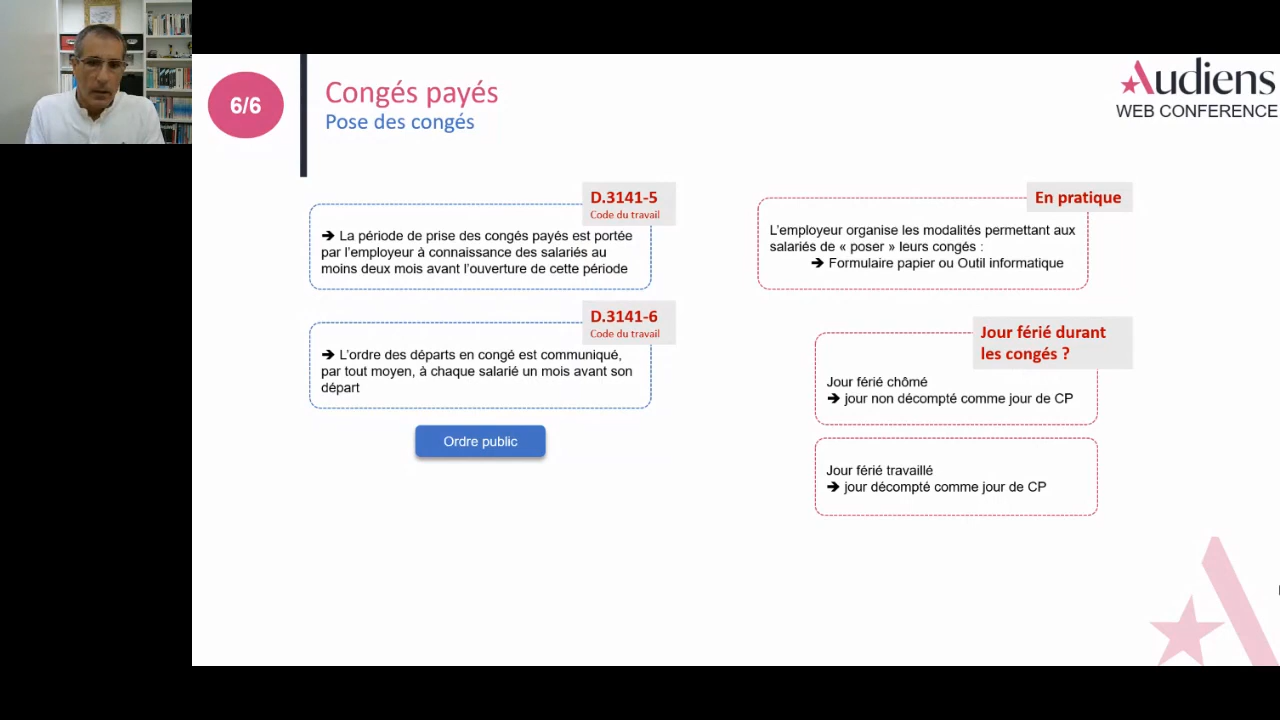 6/6
Congés payés
Pose des congés
Audiens
WEB CONFERENCE
D.3141-5
Code du travail
➔ La période de prise des congés payés est portée
par l'employeur à connaissance des salariés au
moins deux mois avant l'ouverture de cette période
D.3141-6
Code du travail
➔ L'ordre des départs en congé est communiqué,
par tout moyen, à chaque salarié un mois avant son
départ
Ordre public
En pratique
L'employeur organise les modalités permettant aux
salariés de « poser » leurs congés :
➔ Formulaire papier ou Outil informatique
Jour férié durant
les congés ?
Jour férié chômé
➔ jour non décompté comme jour de CP
Jour férié travaillé
➔ jour décompté comme jour de CP